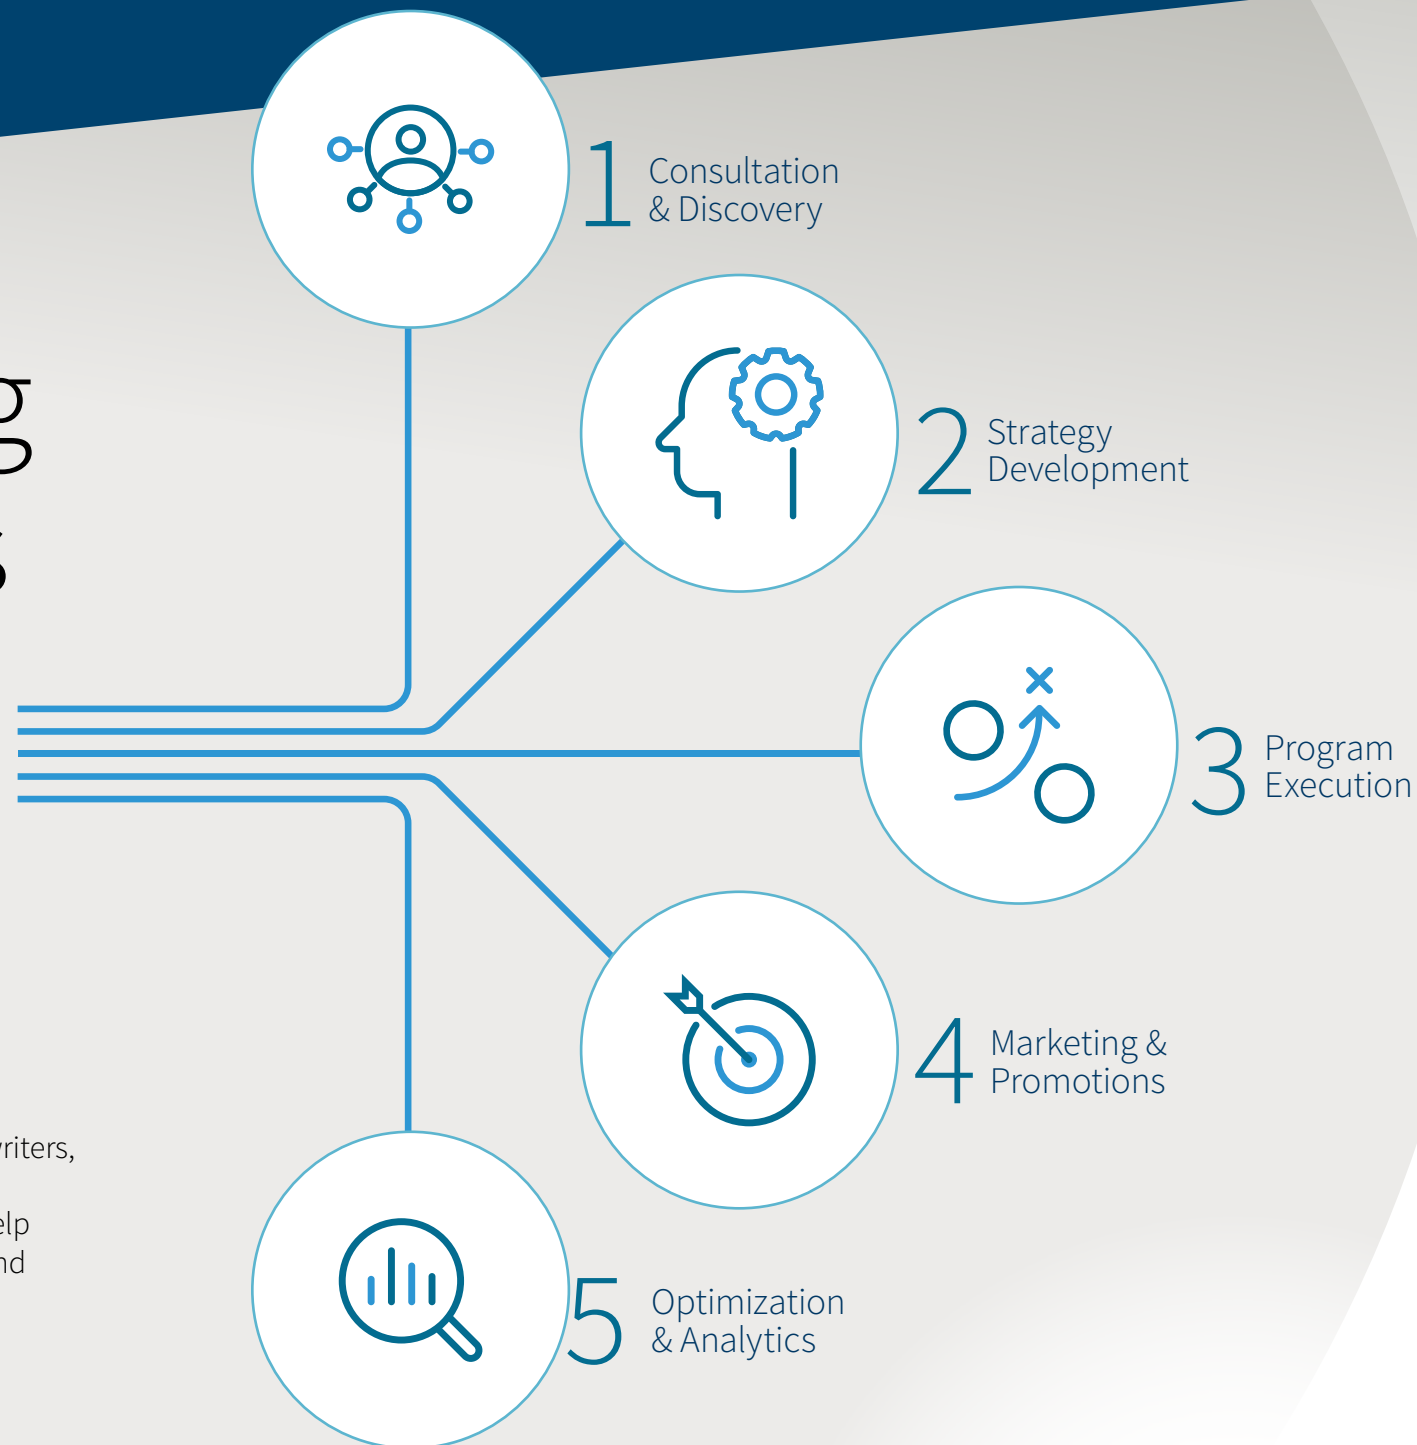 1
Consultation
& Discovery
2
Strategy
Development
3
Program
Execution
4
Marketing &
Promotions
5
Optimization
& Analytics